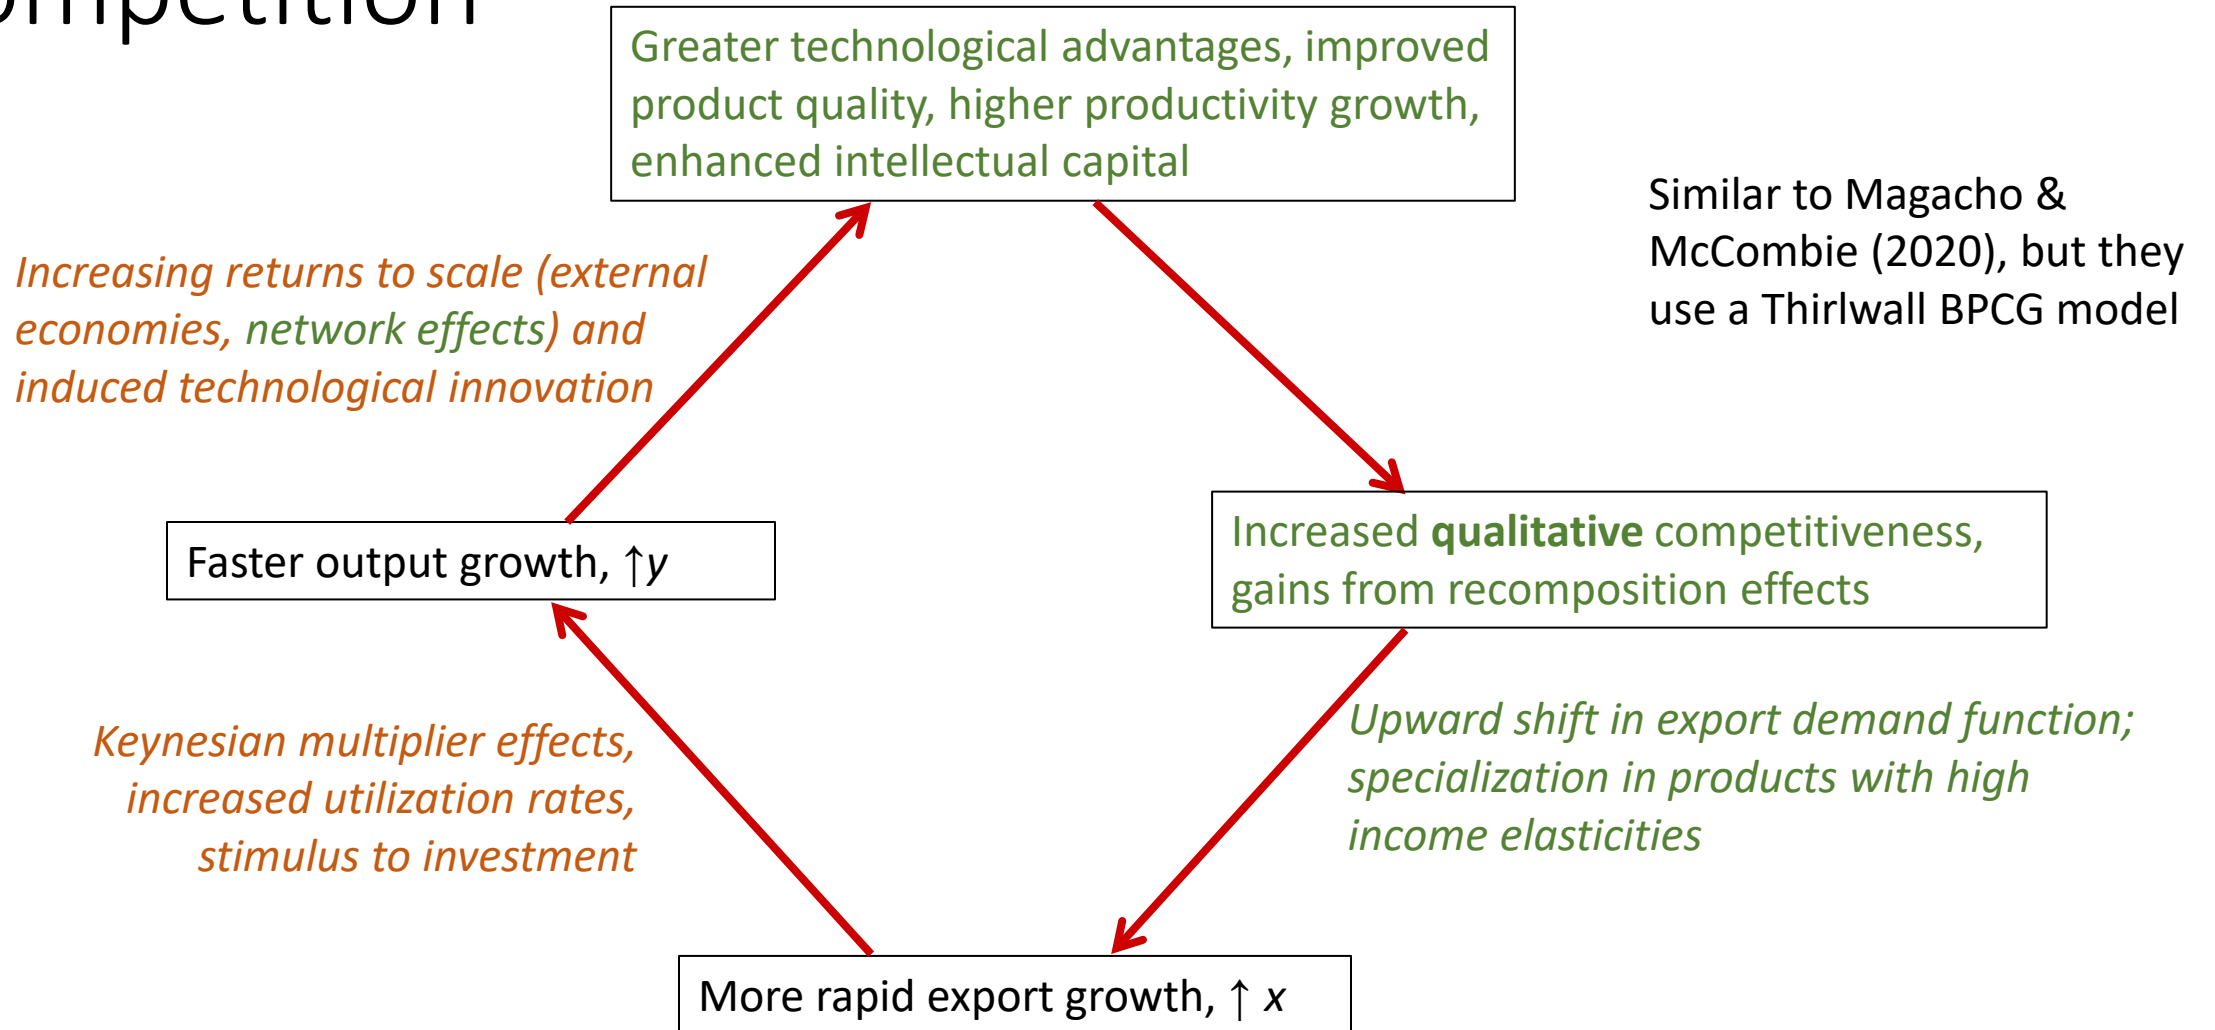 ompetition
Greater technological advantages, improved
product quality, higher productivity growth,
enhanced intellectual capital
Similar to Magacho &
McCombie (2020), but they
use a Thirlwall BPCG model
Increasing returns to scale (external
economies, network effects) and
induced technological innovation
Faster output growth, ↑y
Increased qualitative competitiveness,
gains from recomposition effects
Keynesian multiplier effects,
increased utilization rates,
stimulus to investment
Upward shift in export demand function;
specialization in products with high
income elasticities
More rapid export growth, ↑ x